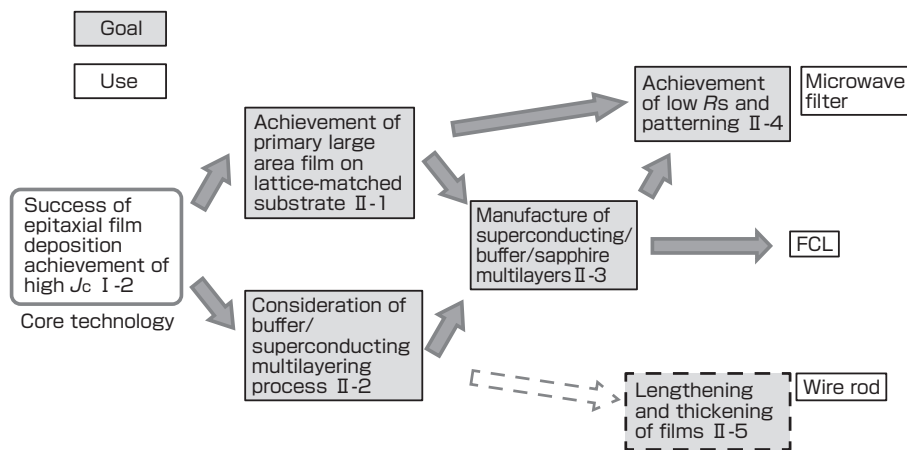 Goal
Use
Success of
epitaxial film
deposition
achievement of
high Jc Ⅰ-2
Core technology
Achievement of
primary large
area film on
lattice-matched
substrate Ⅱ-1
Consideration of
buffer/
superconducting
multilayering
process Ⅱ-2
Manufacture of
superconducting/
buffer/sapphire
multilayers Ⅱ-3
Achievement
of low Rs and
patterning Ⅱ-4
Microwave
filter
FCL
Lengthening
and thickening
of films Ⅱ-5
Wire rod